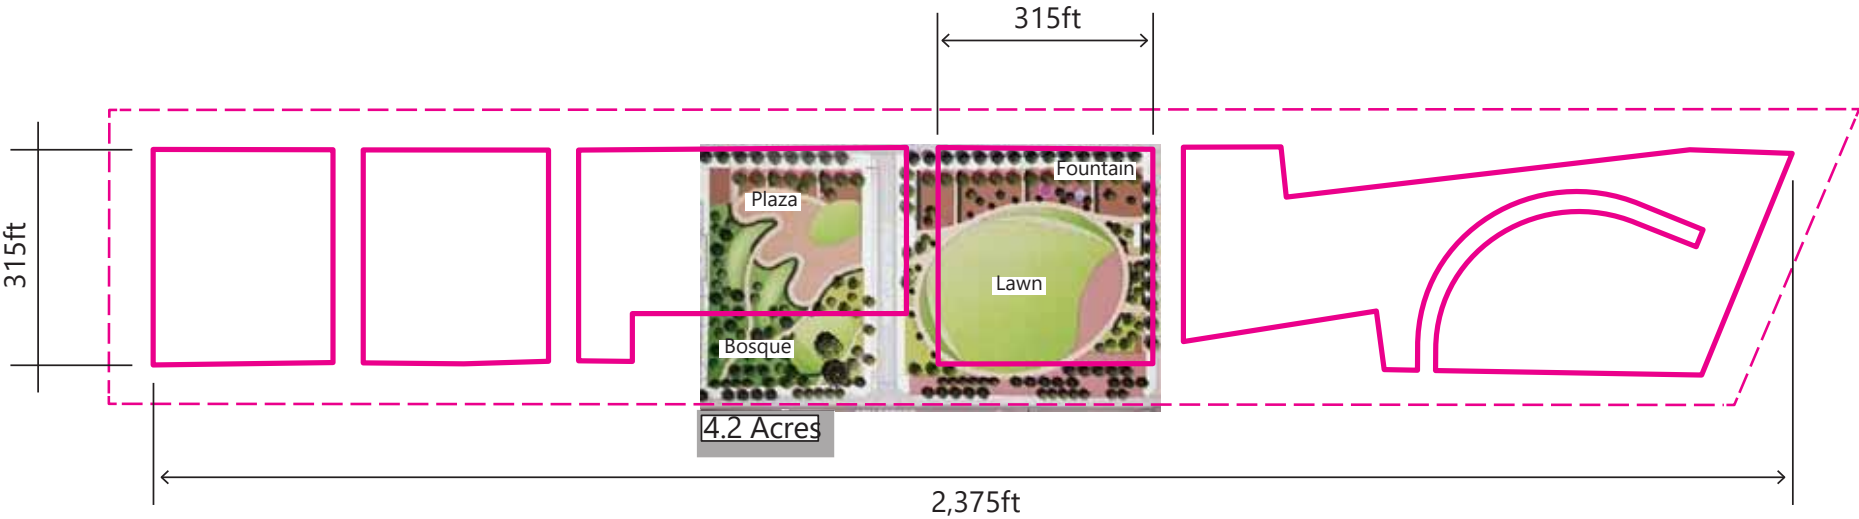 315ft
Fountain
Plaza
315ft
Lawn
Bosque
4.2 Acres
2,375ft